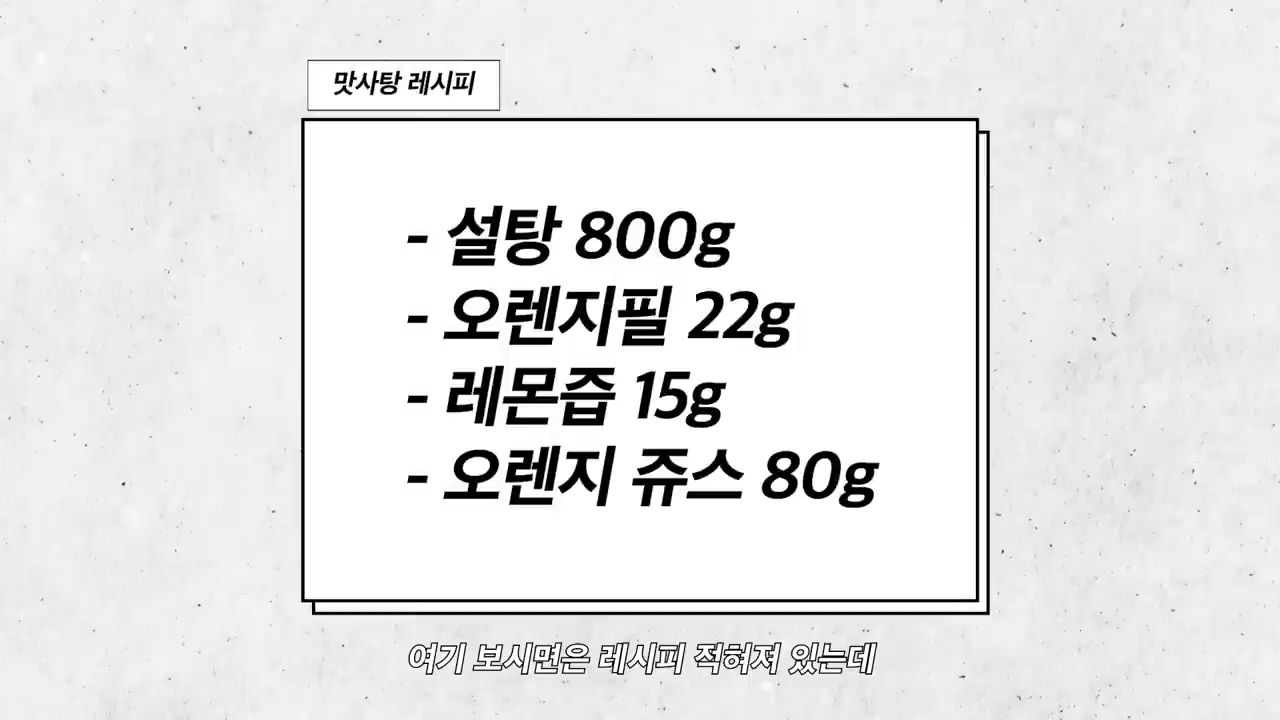 맛사탕 레시피
- 설탕 800g
- 오렌지필 22g
- 레몬즙 15g
- 오렌지 쥬스 80g
여기 보시면은 레시피 적혀져 있는데